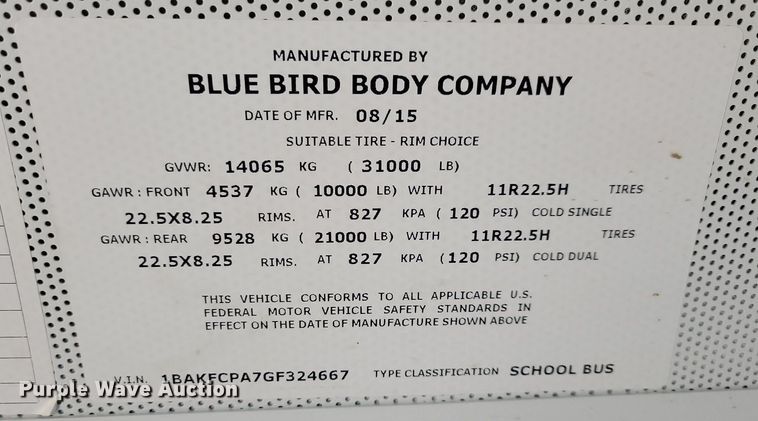 MANUFACTURED BY
BLUE BIRD BODY COMPANY
DATE OF MFR. 08/15
SUITABLE TIRE - RIM CHOICE
GVWR: 14065 KG ( 31000 LB)
GAWR : FRONT 4537 KG ( 10000 LB) WITH 11R22.5H TIRES
22.5X8.25 RIMS. AT 827 KPA ( 120 PSI) COLD SINGLE
GAWR : REAR 9528 KG ( 21000 LB) WITH 11R22.5H TIRES
22.5X8.25 RIMS. AT 827 KPA ( 120 PSI) COLD DUAL
THIS VEHICLE CONFORMS TO ALL APPLICABLE U.S.
FEDERAL MOTOR VEHICLE SAFETY STANDARDS IN
EFFECT ON THE DATE OF MANUFACTURE SHOWN ABOVE
V.I.N. 1BAKFCPA7GF324667 TYPE CLASSIFICATION SCHOOL BUS
Purple Wave Auction